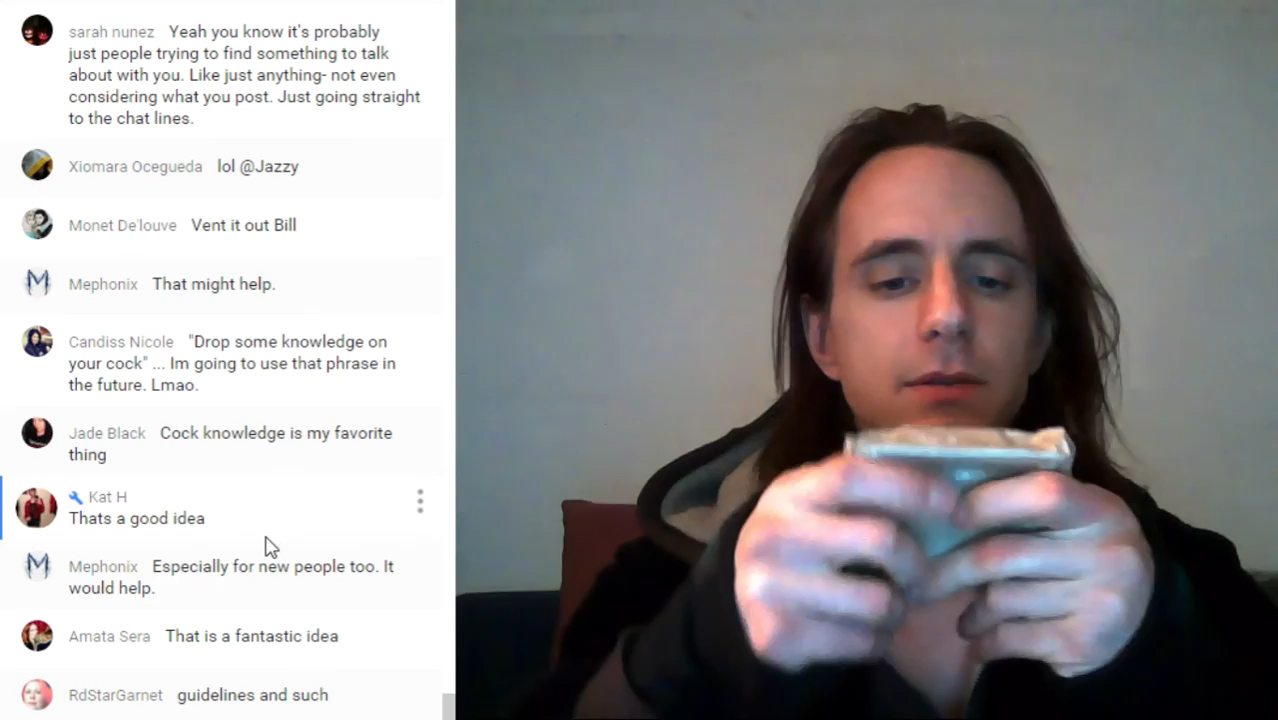 sarah nunez Yeah you know it's probably
just people trying to find something to talk
about with you. Like just anything- not even
considering what you post. Just going straight
to the chat lines.
Xiomara Ocegueda lol @Jazzy
Monet De'louve Vent it out Bill
Mephonix That might help.
Candiss Nicole "Drop some knowledge on
your cock" ... Im going to use that phrase in
the future. Lmao.
Jade Black Cock knowledge is my favorite
thing
Kat H
Thats a good idea
Mephonix Especially for new people too. It
would help.
Amata Sera That is a fantastic idea
RdStarGarnet guidelines and such